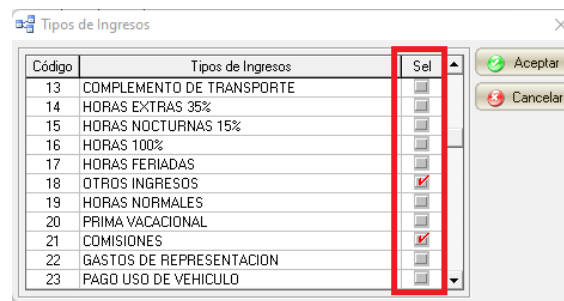 Tipos de Ingresos
Código Tipos de Ingresos Sel
13 COMPLEMENTO DE TRANSPORTE
14 HORAS EXTRAS 35%
15 HORAS NOCTURNAS 15%
16 HORAS 100%
17 HORAS FERIADAS
18 OTROS INGRESOS
19 HORAS NORMALES
20 PRIMA VACACIONAL
21 COMISIONES
22 GASTOS DE REPRESENTACION
23 PAGO USO DE VEHICULO
Aceptar
Cancelar